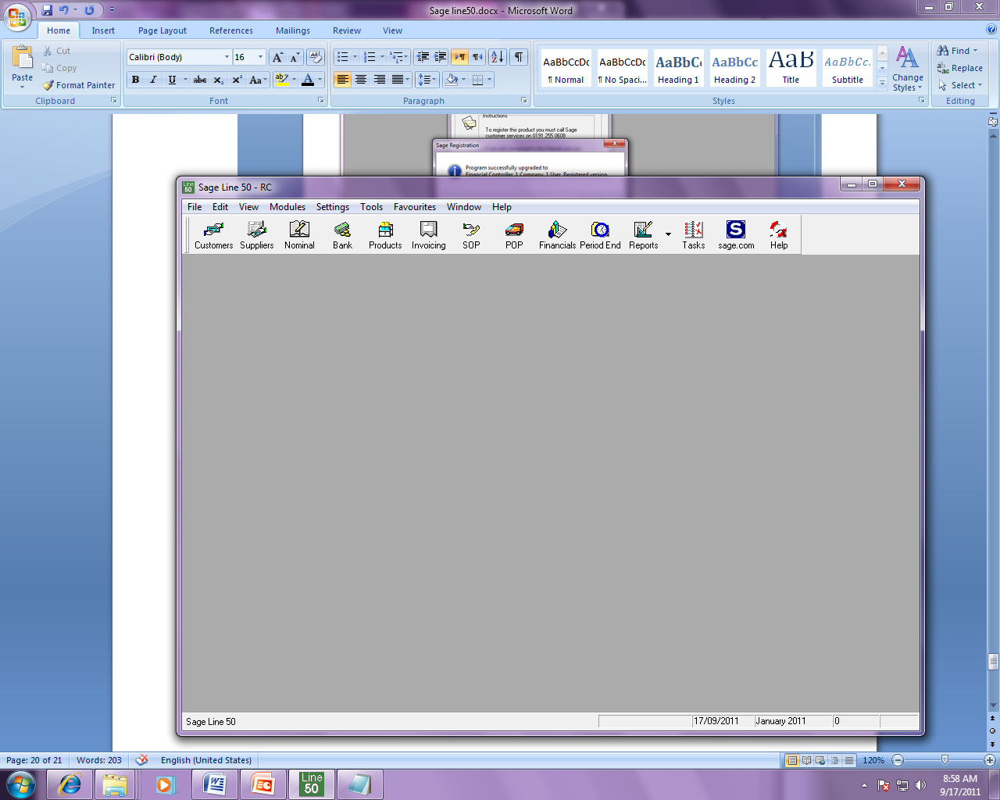 Sage line50.docx - Microsoft Word
Home Insert Page Layout References Mailings Review View
Paste
Cut
Copy
Format Painter
Clipboard
Calibri (Body) 16
Font
Paragraph
AaBbCcDc AaBbCcDc AaBbC AaBbCc AaB AaBbCc.
¶ Normal ¶ No Spaci... Heading 1 Heading 2 Title Subtitle
Change Styles
Styles
Find
Replace
Select
Editing
Instructions
To register this product you must call Sage
customer services on 0191 255 0608
Sage Registration
Program successfully upgraded to
Financial Controller, 1 Company, 1 User, Registered version
Line 50 Sage Line 50 - RC
File Edit View Modules Settings Tools Favourites Window Help
Customers Suppliers Nominal Bank Products Invoicing SOP POP Financials Period End Reports Tasks sage.com Help
Sage Line 50 17/09/2011 January 2011 0
Page: 20 of 21 Words: 203 English (United States) 120%
Line 50
8:58 AM
9/17/2011